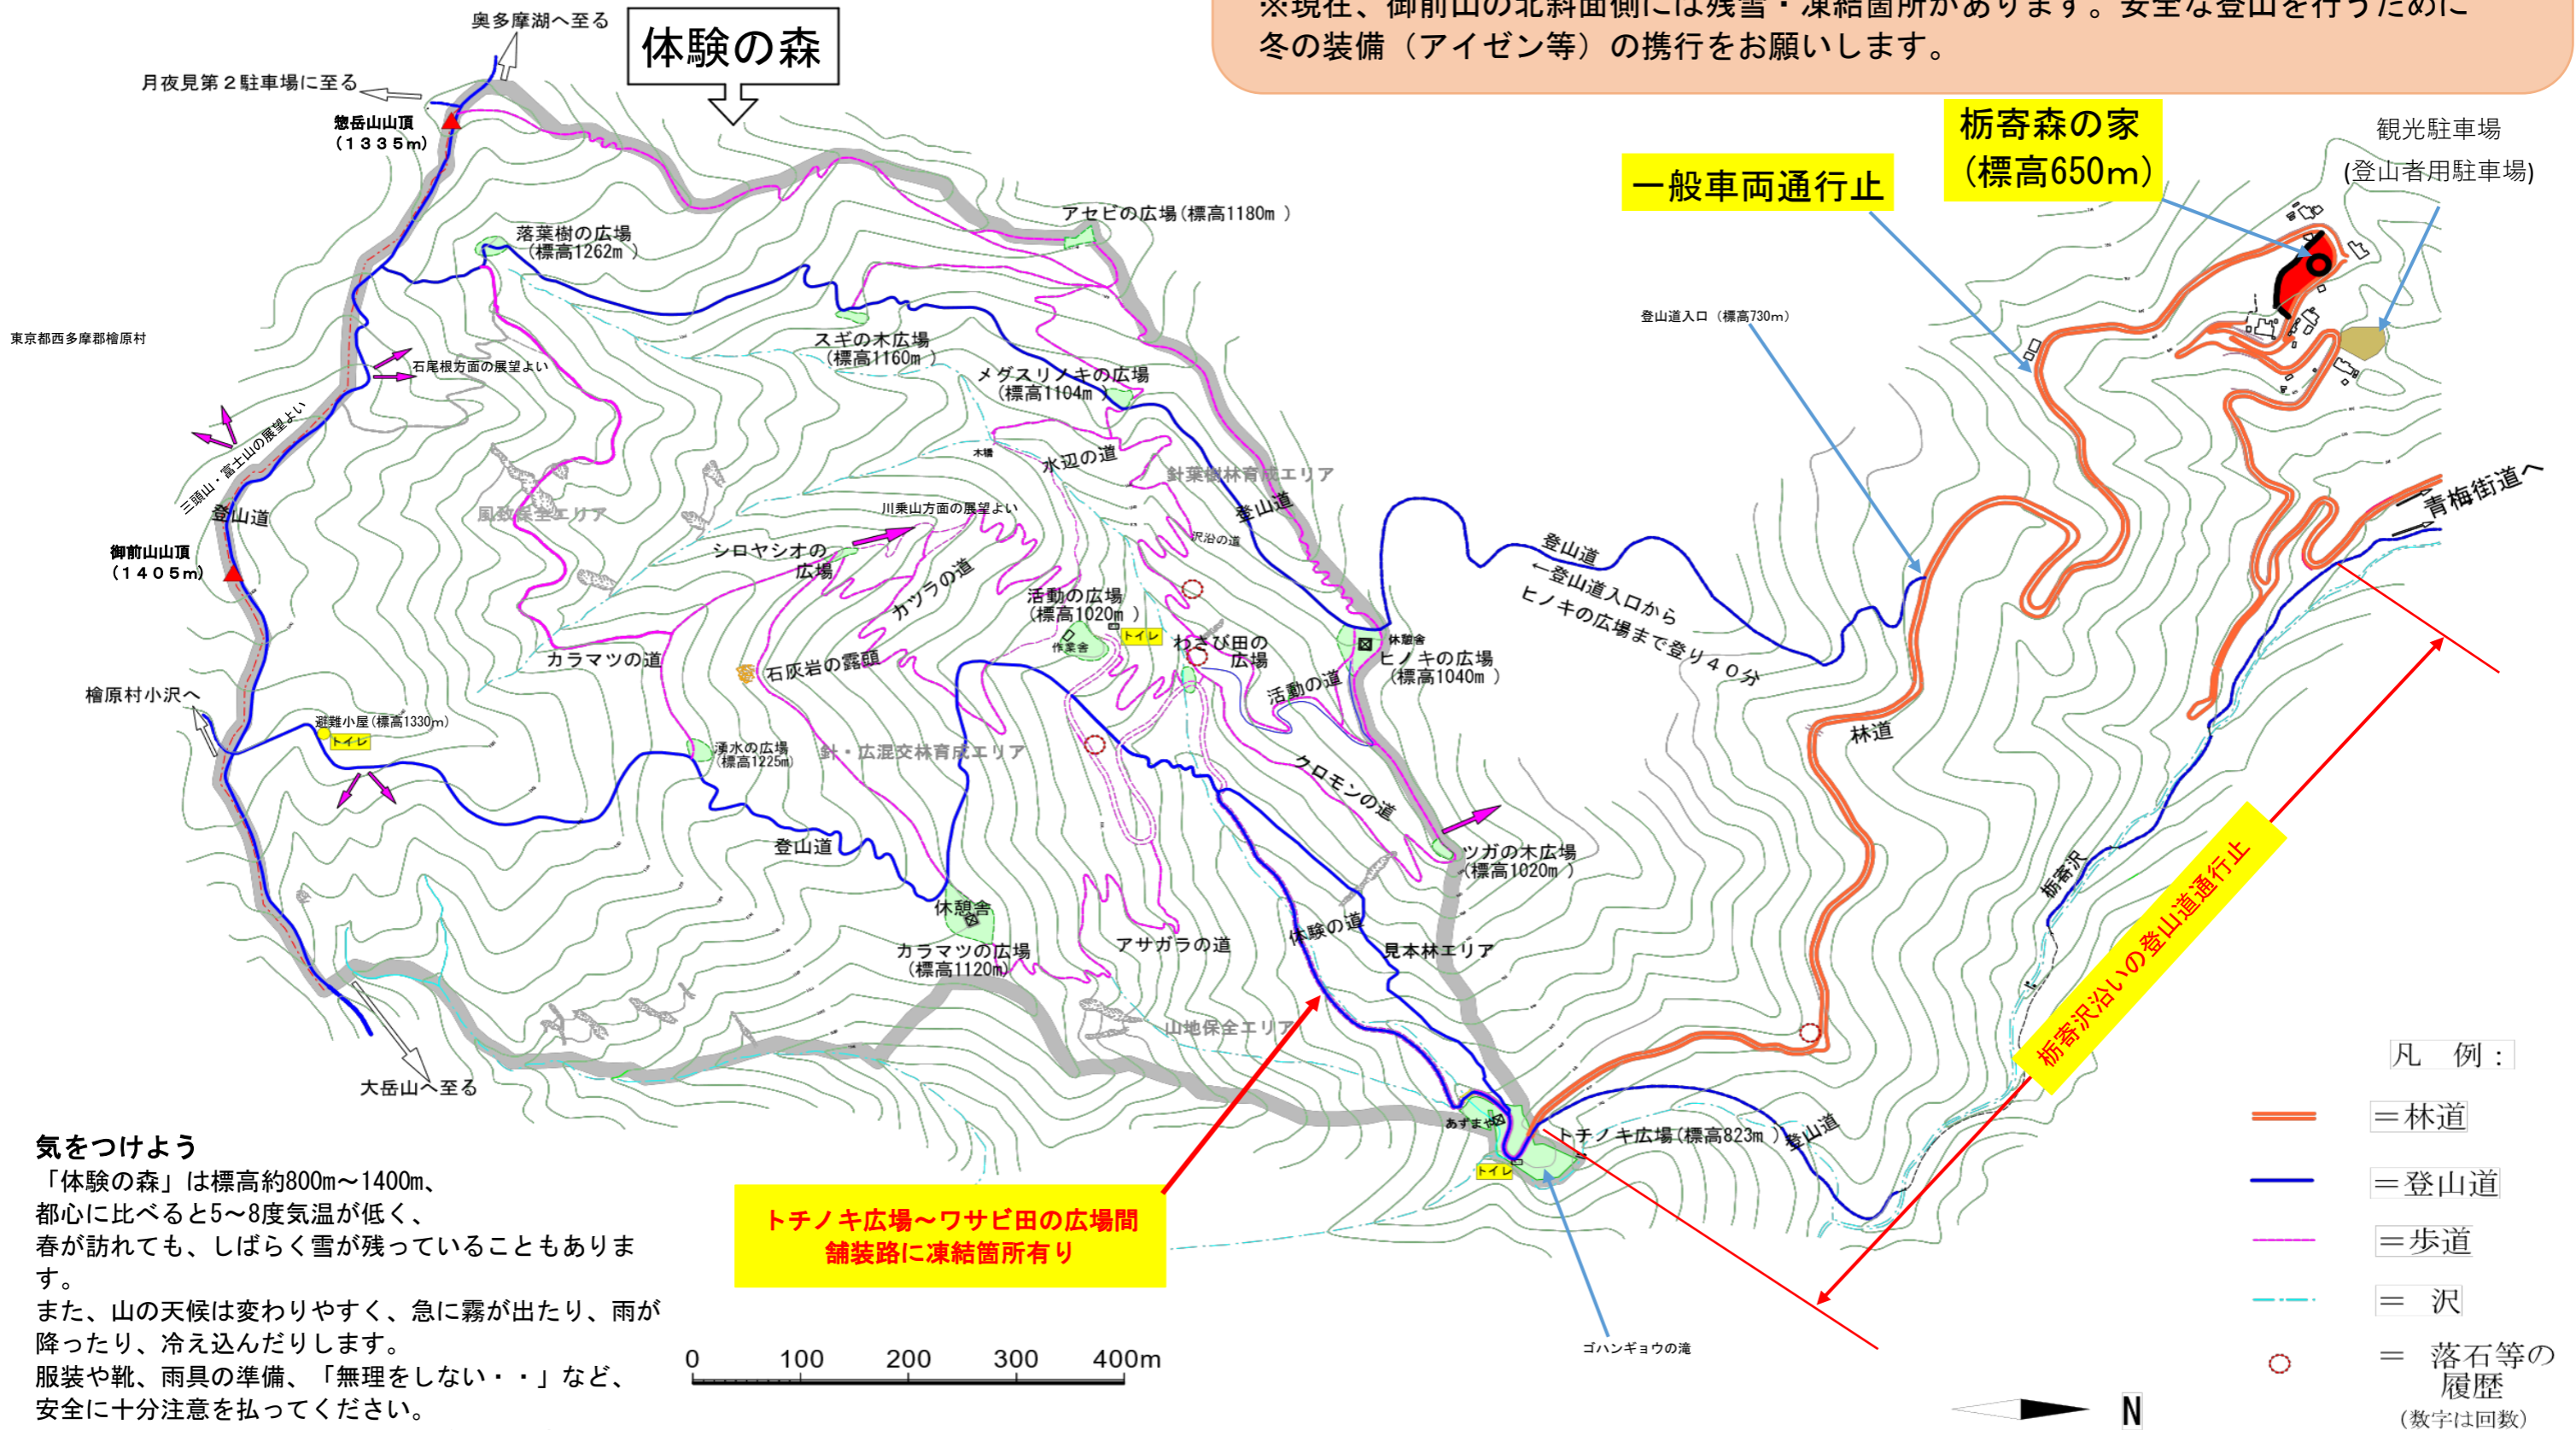 ※現在、御前山の北斜面側には残雪・凍結箇所があります。安全な登山を行うために
冬の装備（アイゼン等）の携行をお願いします。
奥多摩湖へ至る
体験の森
月夜見第２駐車場に至る
惣岳山山頂
（１３３５ｍ）
栃寄森の家
（標高650ｍ）
観光駐車場
(登山者用駐車場)
一般車両通行止
アセビの広場(標高1180m )
落葉樹の広場
(標高1262m )
登山道入口（標高730m）
東京都西多摩郡檜原村
スギの木広場
(標高1160m )
石尾根方面の展望よい
メグスリノキの広場
(標高1104m )
三頭山・富士山の展望よい
登山道
木橋
水辺の道
針葉樹林育成エリア
登山道
青梅街道へ
風致保全エリア
川乗山方面の展望よい
沢沿の道
御前山山頂
（１４０５ｍ）
シロヤシオの
広場
カツラの道
登山道
←登山道入口から
ヒノキの広場まで登り４０分
活動の広場
(標高1020m )
トイレ
作業舎
わさび田の
広場
休憩舎
ヒノキの広場
(標高1040m )
カラマツの道
石灰岩の露頭
活動の道
檜原村小沢へ
避難小屋(標高1330m)
トイレ
湧水の広場
(標高1225m)
針・広混交林育成エリア
林道
クロモンの道
登山道
ツガの木広場
(標高1020m )
栃寄沢
栃寄沢沿いの登山道通行止
休憩舎
カラマツの広場
(標高1120m)
アサガラの道
体験の道
見本林エリア
山地保全エリア
大岳山へ至る
あずまや
トチノキ広場(標高823m )
登山道
トイレ
ゴハンギョウの滝
トチノキ広場～ワサビ田の広場間
舗装路に凍結箇所有り
気をつけよう
「体験の森」は標高約800m～1400m、
都心に比べると5～8度気温が低く、
春が訪れても、しばらく雪が残っていることもありま
す。
また、山の天候は変わりやすく、急に霧が出たり、雨が
降ったり、冷え込んだりします。
服装や靴、雨具の準備、「無理をしない・・」など、
安全に十分注意を払ってください。
0 100 200 300 400m
N
凡　例：
＝林道
＝登山道
＝歩道
＝ 沢
＝ 落石等の
履歴
（数字は回数）